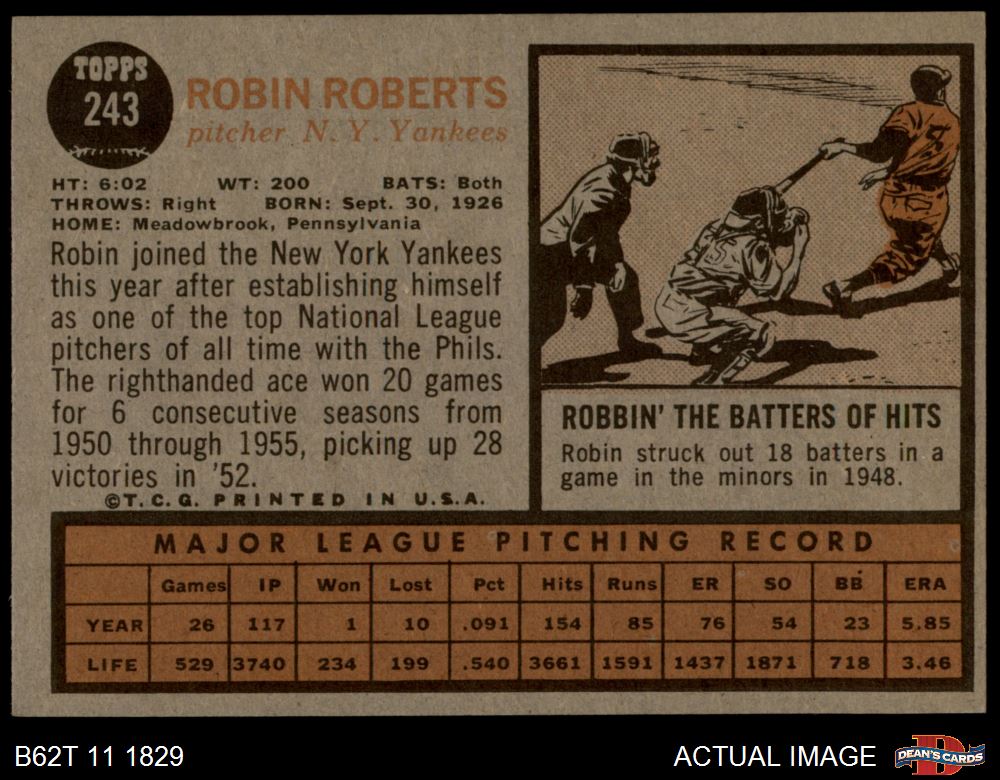 TOPPS
243
ROBIN ROBERTS
pitcher N. Y. Yankees
HT: 6:02 WT: 200 BATS: Both
THROWS: Right BORN: Sept. 30, 1926
HOME: Meadowbrook, Pennsylvania
Robin joined the New York Yankees
this year after establishing himself
as one of the top National League
pitchers of all time with the Phils.
The righthanded ace won 20 games
for 6 consecutive seasons from
1950 through 1955, picking up 28
victories in '52.
©T.C.G. PRINTED IN U.S.A.
ROBBIN' THE BATTERS OF HITS
Robin struck out 18 batters in a
game in the minors in 1948.
MAJOR LEAGUE PITCHING RECORD
Games IP Won Lost Pct Hits Runs ER SO BB ERA
YEAR 26 117 1 10 .091 154 85 76 54 23 5.85
LIFE 529 3740 234 199 .540 3661 1591 1437 1871 718 3.46
B62T 11 1829
ACTUAL IMAGE
DEAN'S CARDS